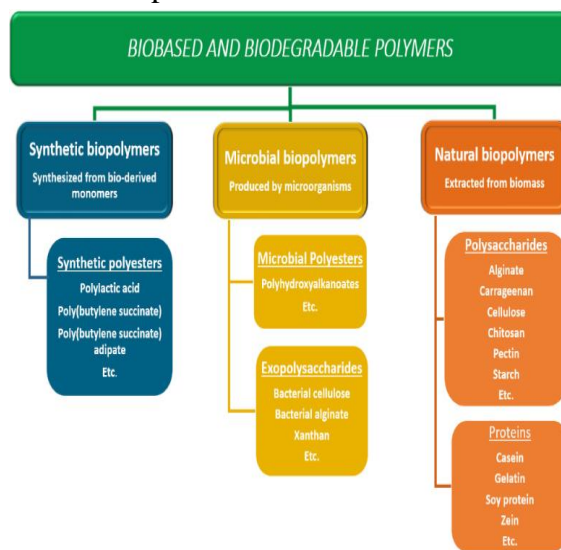 BIOBASED AND BIODEGRADABLE POLYMERS
Synthetic biopolymers
Synthesized from bio-derived
monomers
Synthetic polyesters
Polylactic acid
Poly(butylene succinate)
Poly(butylene succinate)
adipate
Etc.
Microbial biopolymers
Produced by microorganisms
Microbial Polyesters
Polyhydroxyalkanoates
Etc.
Exopolysaccharides
Bacterial cellulose
Bacterial alginate
Xanthan
Etc.
Natural biopolymers
Extracted from biomass
Polysaccharides
Alginate
Carrageenan
Cellulose
Chitosan
Pectin
Starch
Etc.
Proteins
Casein
Gelatin
Soy protein
Zein
Etc.